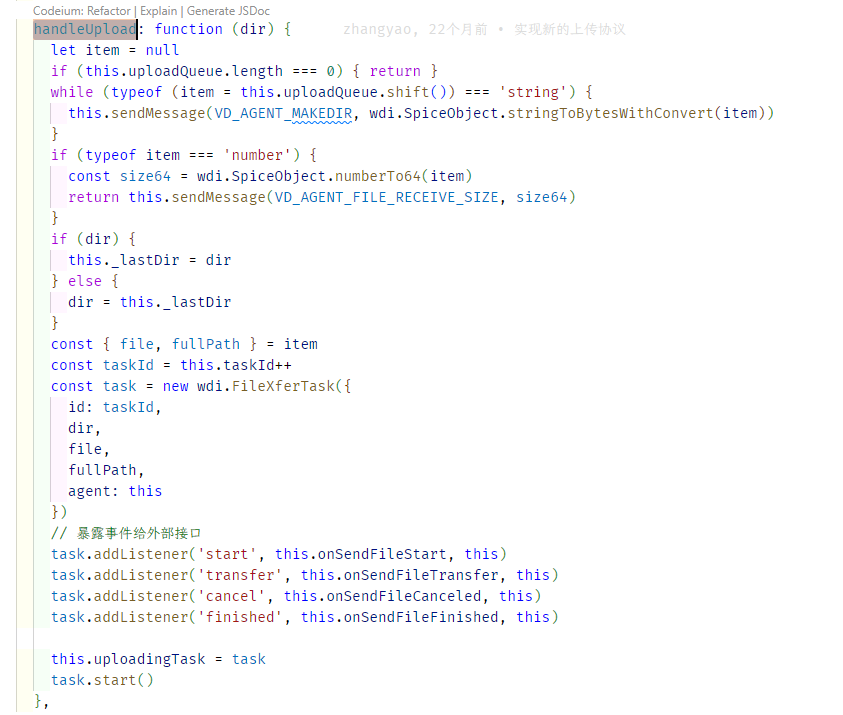 Codeium: Refactor | Explain | Generate JSDoc
handleUpload: function (dir) { zhangyao, 22个月前 • 实现新的上传协议
let item = null
if (this.uploadQueue.length === 0) { return }
while (typeof (item = this.uploadQueue.shift()) === 'string') {
this.sendMessage(VD_AGENT_MAKEDIR, wdi.SpiceObject.stringToBytesWithConvert(item))
}
if (typeof item === 'number') {
const size64 = wdi.SpiceObject.numberTo64(item)
return this.sendMessage(VD_AGENT_FILE_RECEIVE_SIZE, size64)
}
if (dir) {
this._lastDir = dir
} else {
dir = this._lastDir
}
const { file, fullPath } = item
const taskId = this.taskId++
const task = new wdi.FileXferTask({
id: taskId,
dir,
file,
fullPath,
agent: this
})
// 暴露事件给外部接口
task.addListener('start', this.onSendFileStart, this)
task.addListener('transfer', this.onSendFileTransfer, this)
task.addListener('cancel', this.onSendFileCanceled, this)
task.addListener('finished', this.onSendFileFinished, this)
this.uploadingTask = task
task.start()
},